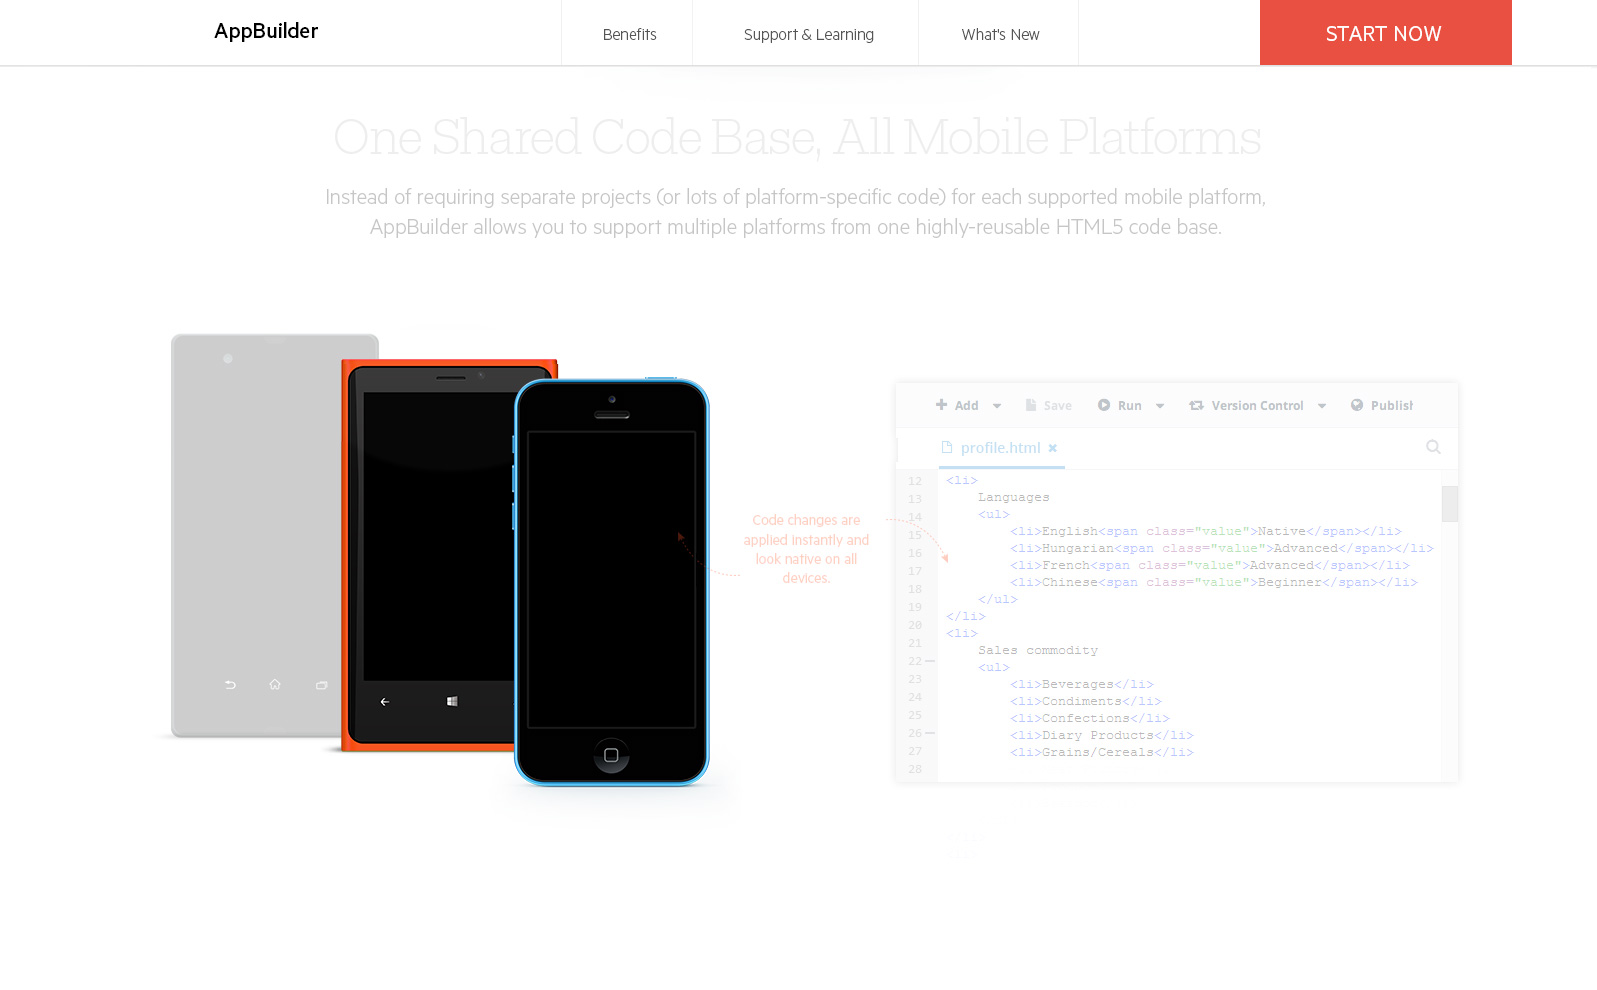 AppBuilder
Benefits
Support & Learning
What's New
START NOW
One Shared Code Base, All Mobile Platforms
Instead of requiring separate projects (or lots of platform-specific code) for each supported mobile platform,
AppBuilder allows you to support multiple platforms from one highly-reusable HTML5 code base.
Code changes are
applied instantly and
look native on all
devices.
Add Save Run Version Control Publish
profile.html
12 <li>
13 Languages
14 <ul>
15 <li>English<span class="value">Native</span></li>
16 <li>Hungarian<span class="value">Advanced</span></li>
17 <li>French<span class="value">Advanced</span></li>
18 <li>Chinese<span class="value">Beginner</span></li>
19 </ul>
20 </li>
21 <li>
22 Sales commodity
23 <ul>
24 <li>Beverages</li>
25 <li>Condiments</li>
26 <li>Confections</li>
27 <li>Diary Products</li>
28 <li>Grains/Cereals</li>